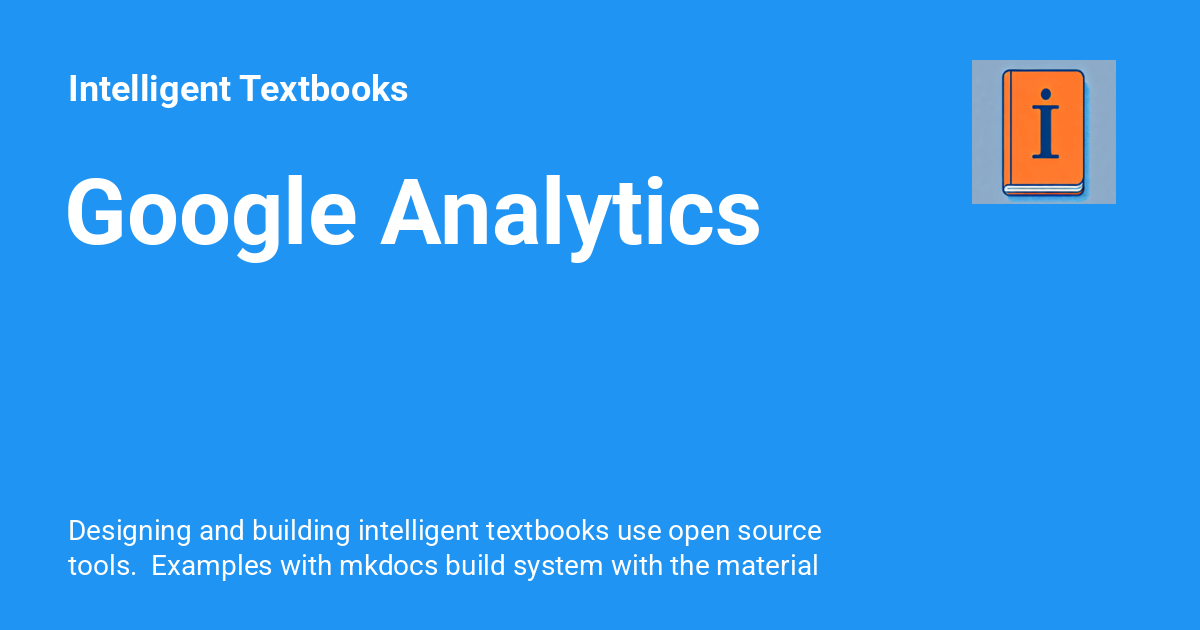 Intelligent Textbooks
Google Analytics
i
Designing and building intelligent textbooks use open source
tools.  Examples with mkdocs build system with the material